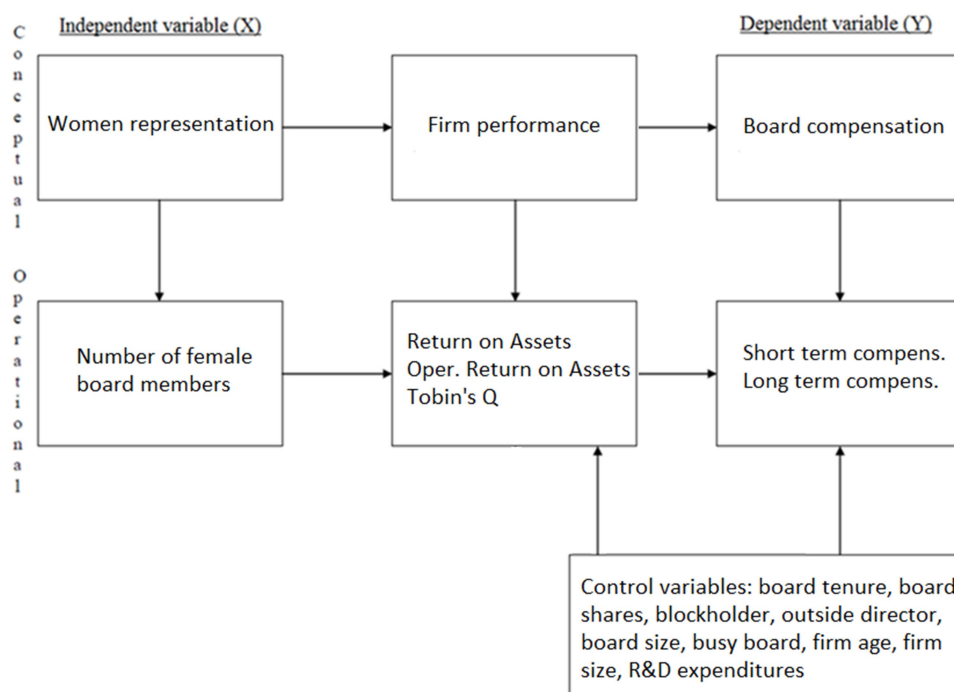 Independent variable (X)
Dependent variable (Y)
Conceptual
Women representation
Firm performance
Board compensation
Operational
Number of female
board members
Return on Assets
Oper. Return on Assets
Tobin's Q
Short term compens.
Long term compens.
Control variables: board tenure, board
shares, blockholder, outside director,
board size, busy board, firm age, firm
size, R&D expenditures